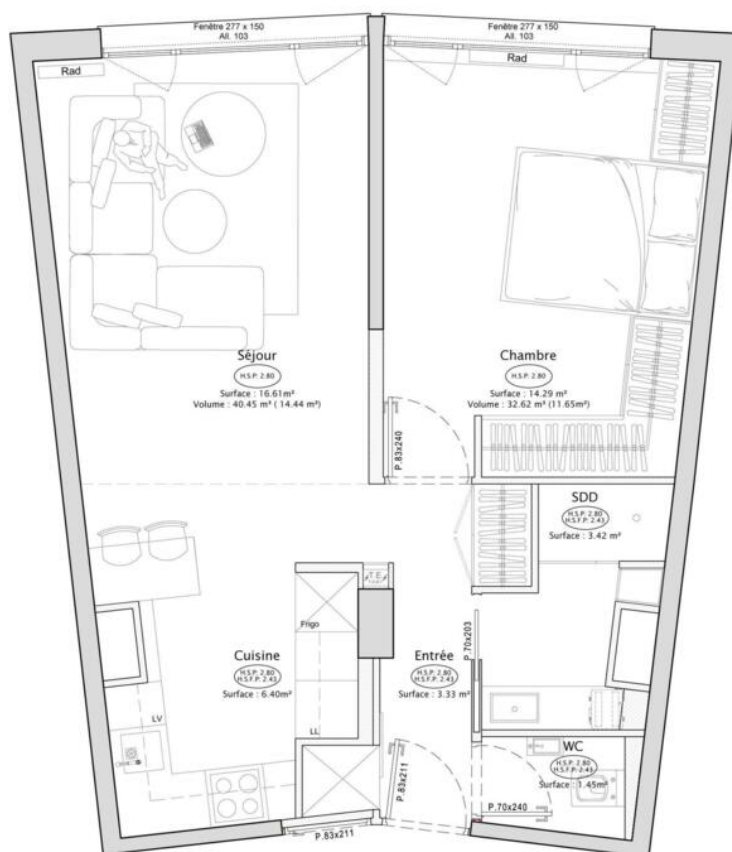 Fenêtre 277 x 150
All. 103
Fenêtre 277 x 150
All. 103
Rad
Rad
Séjour
H.S.P: 2.80
Surface : 16.61m²
Volume : 40.45 m³ ( 14.44 m²)
Chambre
H.S.P: 2.80
Surface : 14.29 m²
Volume : 32.62 m³ (11.65m²)
P.83x240
SDD
H.S.P: 2.80
H.S.F.P: 2.43
Surface : 3.42 m²
T.E
Frigo
P.70x203
Cuisine
H.S.P: 2.80
H.S.F.P: 2.43
Surface : 6.40m²
Entrée
H.S.P: 2.80
H.S.F.P: 2.43
Surface : 3.33 m²
LV
LL
WC
H.S.P: 2.80
H.S.F.P: 2.43
Surface : 1.45m²
P.83x211
P.70x240
P.83x211